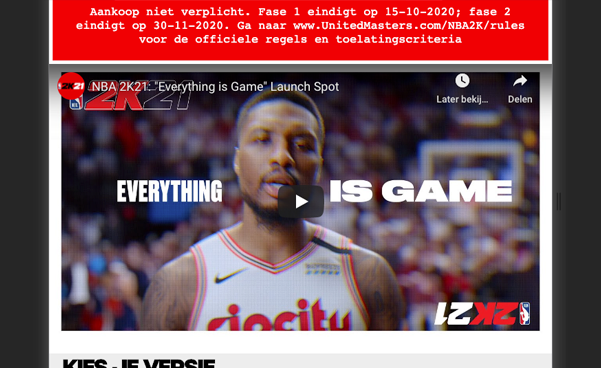 Aankoop niet verplicht. Fase 1 eindigt op 15-10-2020; fase 2
eindigt op 30-11-2020. Ga naar www.UnitedMasters.com/NBA2K/rules
voor de officiele regels en toelatingscriteria
NBA 2K21: "Everything is Game" Launch Spot
2K21
Later bekij...
Delen
EVERYTHING IS GAME
2K21
KIES JE VERSIE